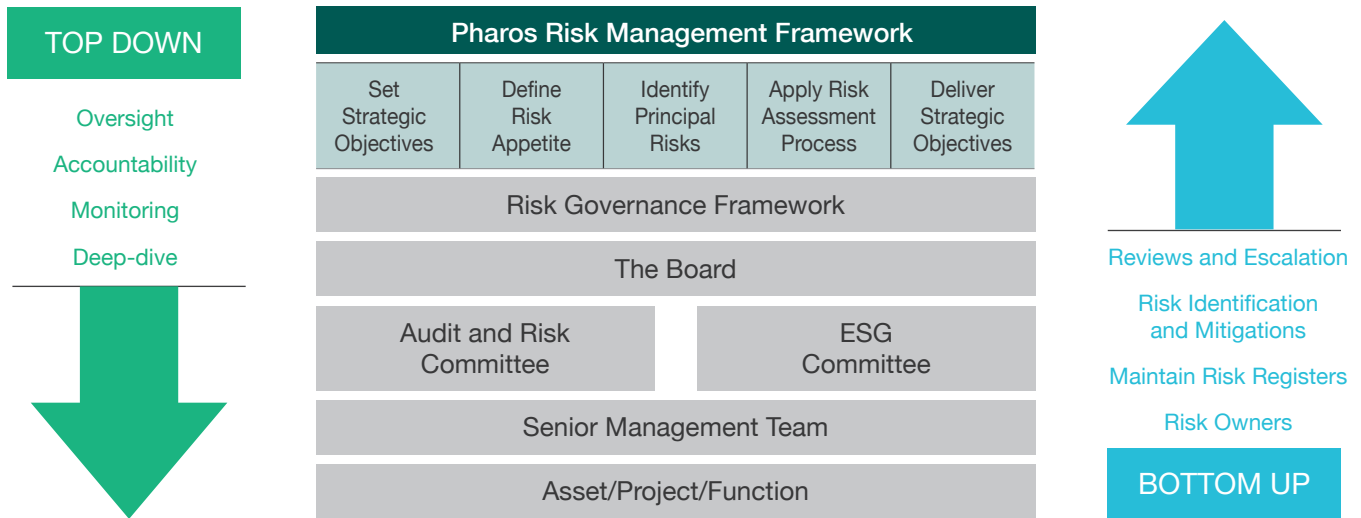 TOP DOWN
Oversight
Accountability
Monitoring
Deep-dive
Pharos Risk Management Framework
Set
Strategic
Objectives
Define
Risk
Appetite
Identify
Principal
Risks
Apply Risk
Assessment
Process
Deliver
Strategic
Objectives
Risk Governance Framework
The Board
Audit and Risk
Committee
ESG
Committee
Senior Management Team
Asset/Project/Function
Reviews and Escalation
Risk Identification
and Mitigations
Maintain Risk Registers
Risk Owners
BOTTOM UP